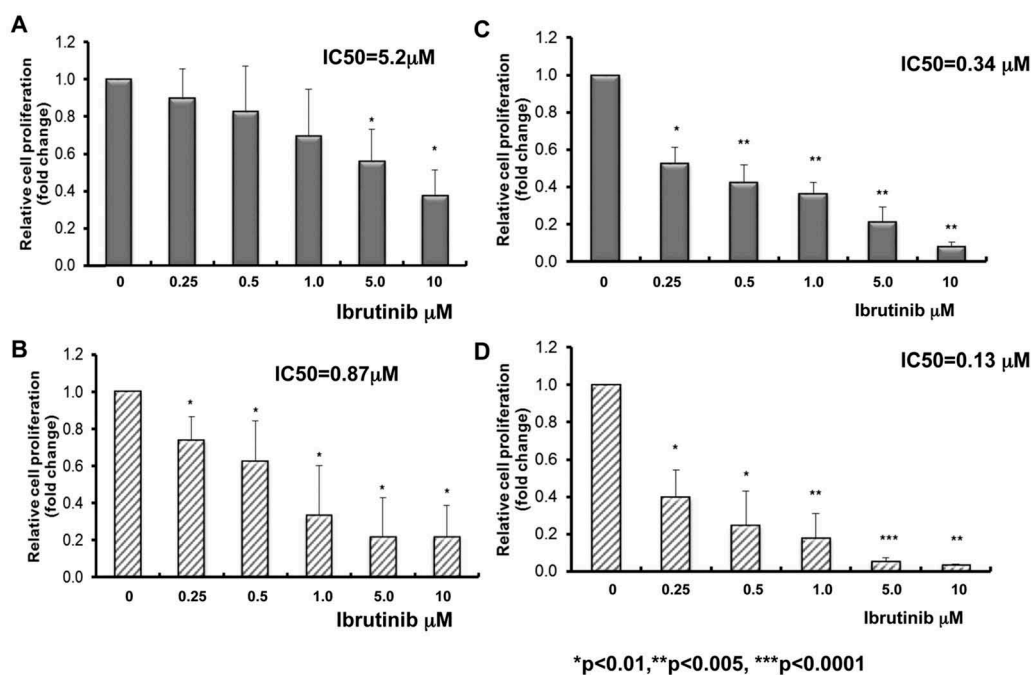 A
IC50=5.2μM
Relative cell proliferation
(fold change)
1.2
1.0
0.8
0.6
0.4
0.2
0.0
*
*
0 0.25 0.5 1.0 5.0 10
Ibrutinib μM
B
IC50=0.87μM
Relative cell proliferation
(fold change)
1.2
1.0
0.8
0.6
0.4
0.2
0.0
*
*
*
*
*
0 0.25 0.5 1.0 5.0 10
Ibrutinib μM
C
IC50=0.34 μM
Relative cell proliferation
(fold change)
1.2
1.0
0.8
0.6
0.4
0.2
0.0
*
**
**
**
**
0 0.25 0.5 1.0 5.0 10
Ibrutinib μM
D
IC50=0.13 μM
Relative cell proliferation
(fold change)
1.2
1.0
0.8
0.6
0.4
0.2
0.0
*
*
**
***
**
0 0.25 0.5 1.0 5.0 10
Ibrutinib μM
*p<0.01,**p<0.005, ***p<0.0001